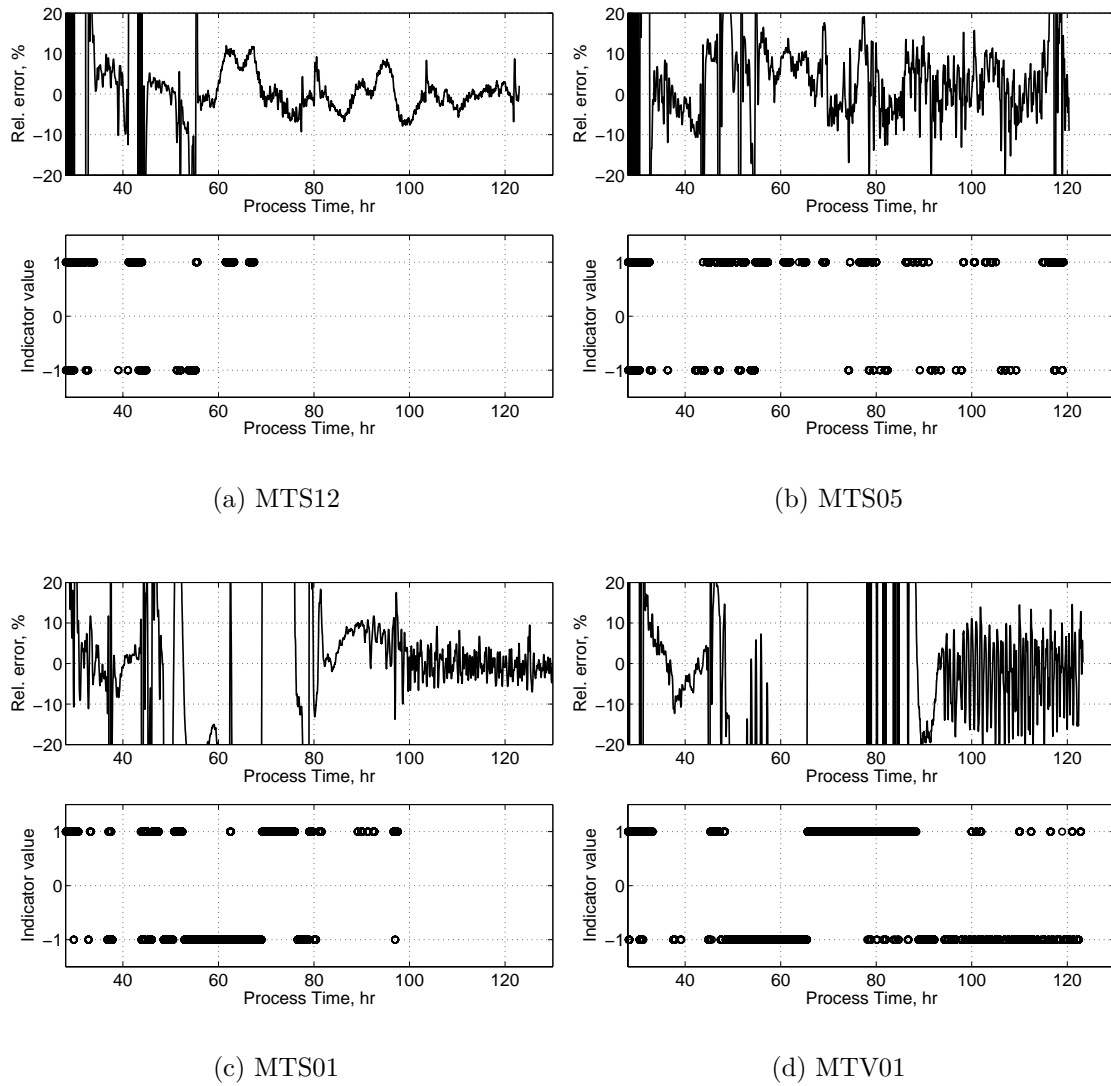 20
10
0
−10
−20
Rel. error, %
40 60 80 100 120
Process Time, hr
1
0
−1
Indicator value
40 60 80 100 120
Process Time, hr
(a) MTS12
20
10
0
−10
−20
Rel. error, %
40 60 80 100 120
Process Time, hr
1
0
−1
Indicator value
40 60 80 100 120
Process Time, hr
(b) MTS05
20
10
0
−10
−20
Rel. error, %
40 60 80 100 120
Process Time, hr
1
0
−1
Indicator value
40 60 80 100 120
Process Time, hr
(c) MTS01
20
10
0
−10
−20
Rel. error, %
40 60 80 100 120
Process Time, hr
1
0
−1
Indicator value
40 60 80 100 120
Process Time, hr
(d) MTV01